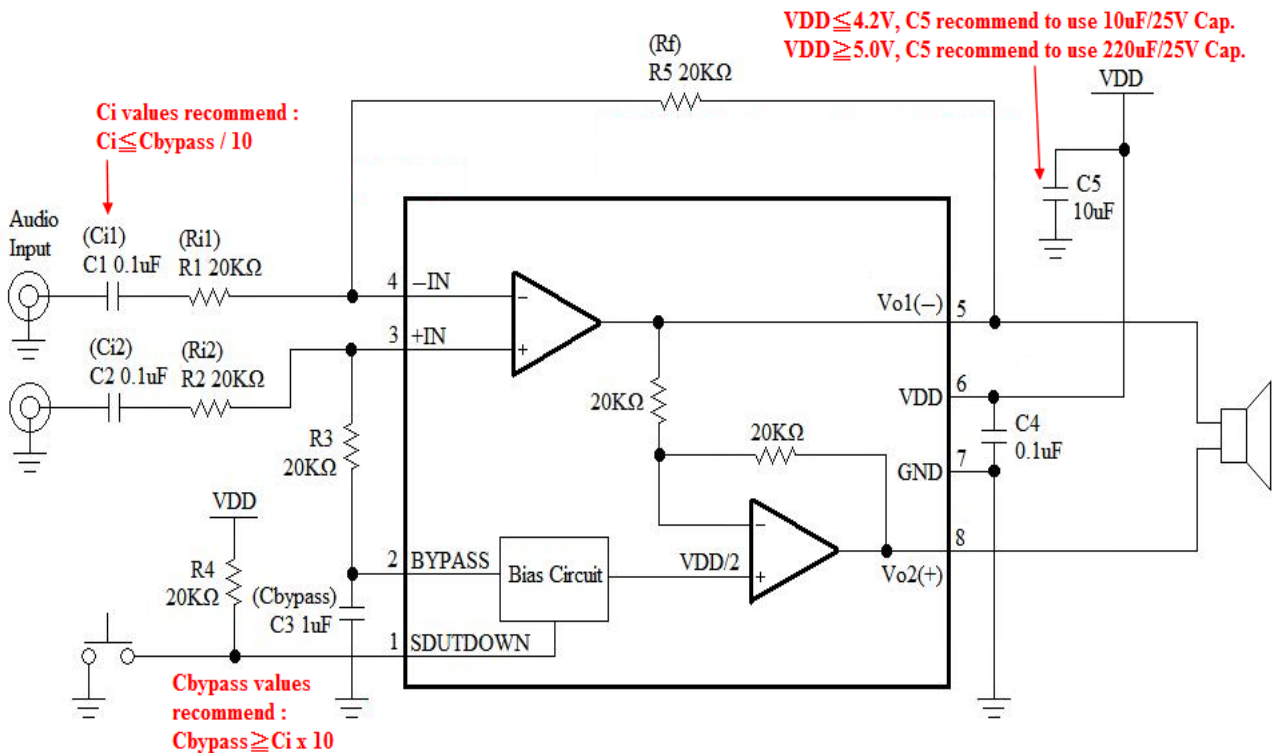 VDD≦4.2V, C5 recommend to use 10uF/25V Cap.
VDD≧5.0V, C5 recommend to use 220uF/25V Cap.
(Rf)
R5 20KΩ
VDD
Ci values recommend :
Ci≦Cbypass / 10
C5
10uF
Audio
Input
(Ci1)
C1 0.1uF
(Ri1)
R1 20KΩ
4
–IN
-
Vo1(–)
5
3
+IN
+
(Ci2)
C2 0.1uF
(Ri2)
R2 20KΩ
20KΩ
VDD
6
C4
0.1uF
R3
20KΩ
20KΩ
GND
7
VDD
-
8
2
BYPASS
Bias Circuit
VDD/2
+
Vo2(+)
R4
20KΩ
(Cbypass)
C3 1uF
1
SDUTDOWN
Cbypass values
recommend :
Cbypass≧Ci x 10